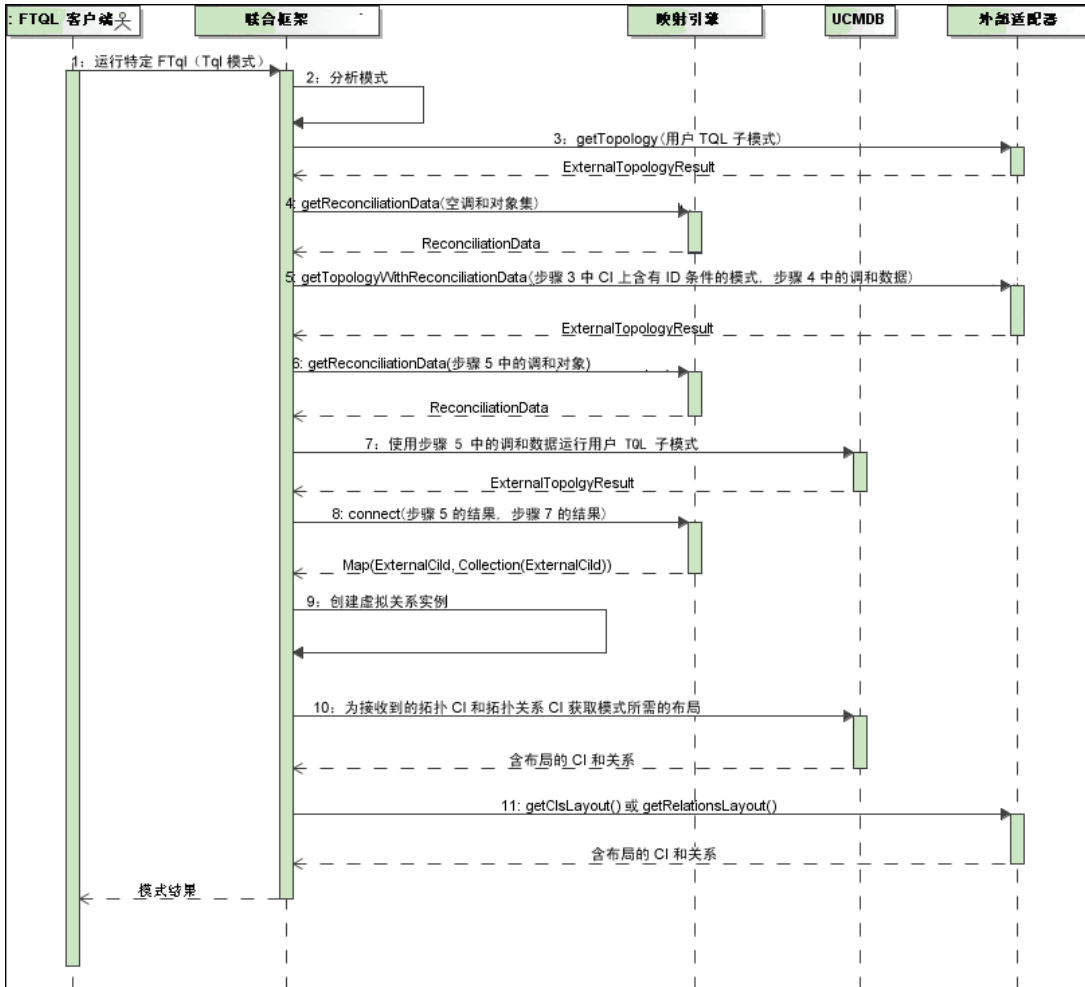 : FTQL 客户端
联合框架
映射引擎
UCMDB
外部适配器
1：运行特定 FTql（Tql 模式）
2：分析模式
3：getTopology(用户 TQL 子模式)
ExternalTopologyResult
4: getReconciliationData(空调和对象集)
ReconciliationData
5: getTopologyWithReconciliationData(步骤 3 中 CI 上含有 ID 条件的模式，步骤 4 中的调和数据)
ExternalTopologyResult
6: getReconciliationData(步骤 5 中的调和对象)
ReconciliationData
7：使用步骤 5 中的调和数据运行用户 TQL 子模式
ExternalTopolgyResult
8: connect(步骤 5 的结果，步骤 7 的结果)
Map(ExternalCiId, Collection(ExternalCiId))
9：创建虚拟关系实例
10：为接收到的拓扑 CI 和拓扑关系 CI 获取模式所需的布局
含布局的 CI 和关系
11: getCIsLayout() 或 getRelationsLayout()
含布局的 CI 和关系
模式结果